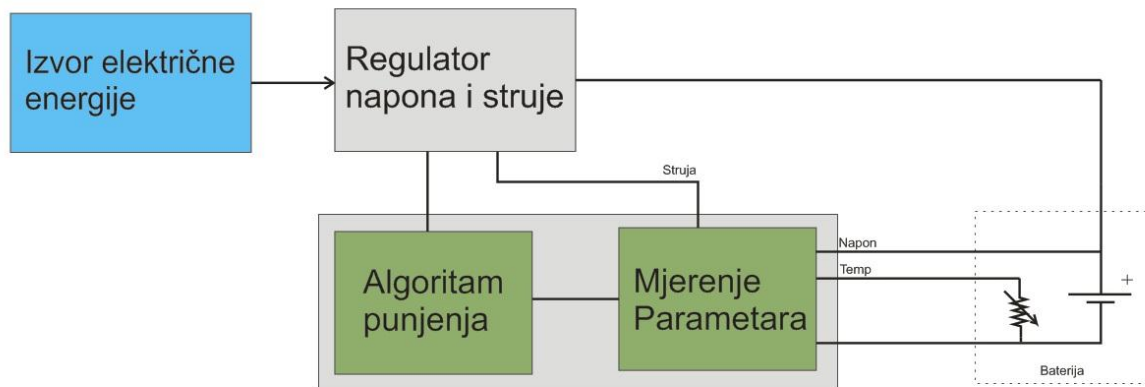 Izvor električne
energije
Regulator
napona i struje
Struja
Algoritam
punjenja
Mjerenje
Parametara
Napon
Temp
+
Baterija